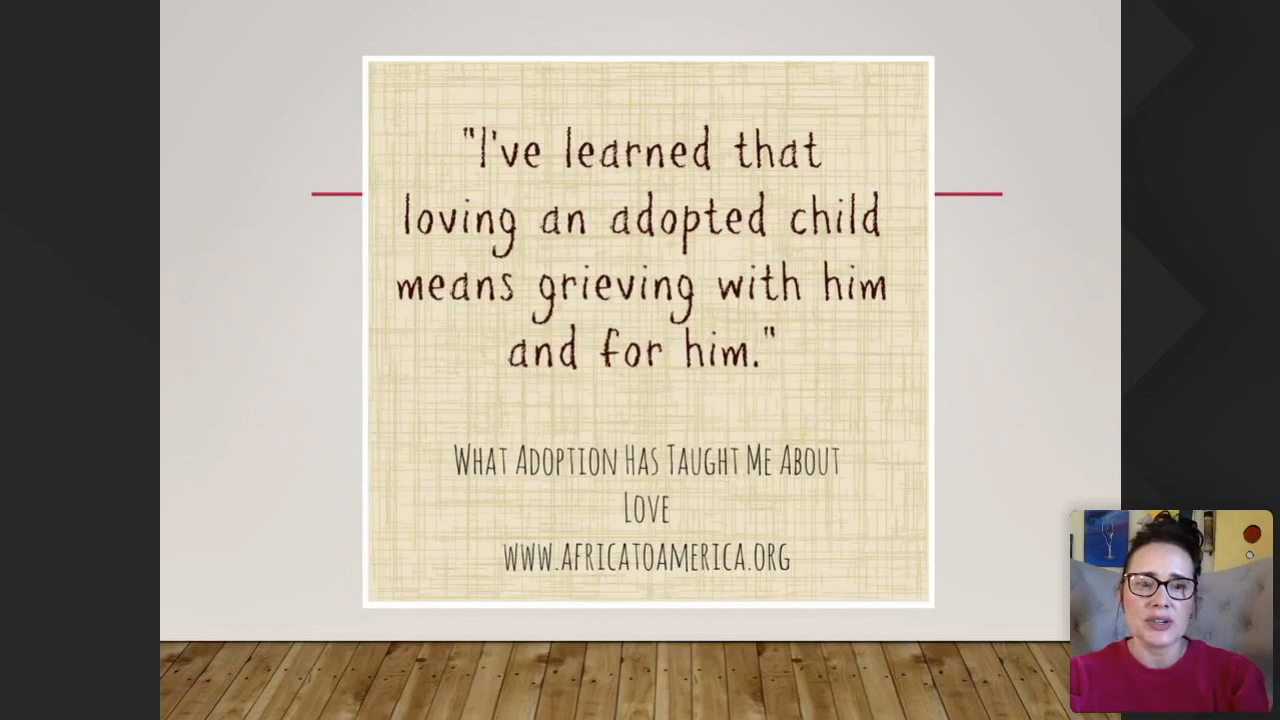 "I've learned that
loving an adopted child
means grieving with him
and for him."
What Adoption Has Taught Me About
Love
www.africatoamerica.org